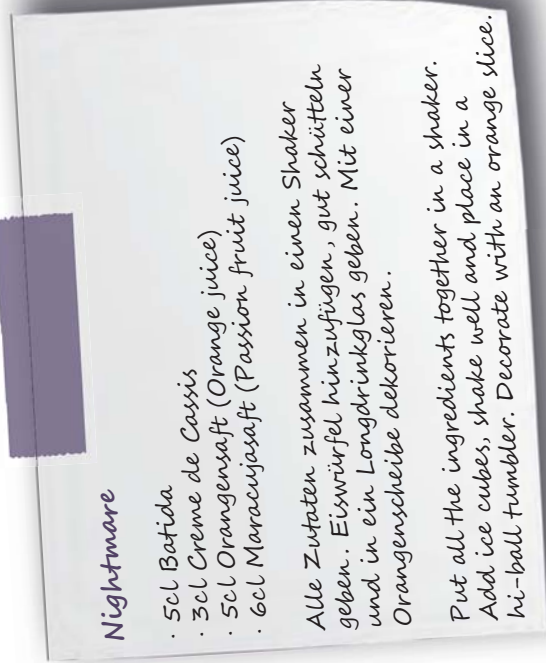 Nightmare
· 5cl Batida
· 3cl Creme de Cassis
· 5cl Orangensaft (Orange juice)
· 6cl Maracujasaft (Passion fruit juice)
Alle Zutaten zusammen in einen Shaker
geben. Eiswürfel hinzufügen, gut schütteln
und in ein Longdrinkglas geben. Mit einer
Orangenscheibe dekorieren.
Put all the ingredients together in a shaker.
Add ice cubes, shake well and place in a
hi-ball tumbler. Decorate with an orange slice.